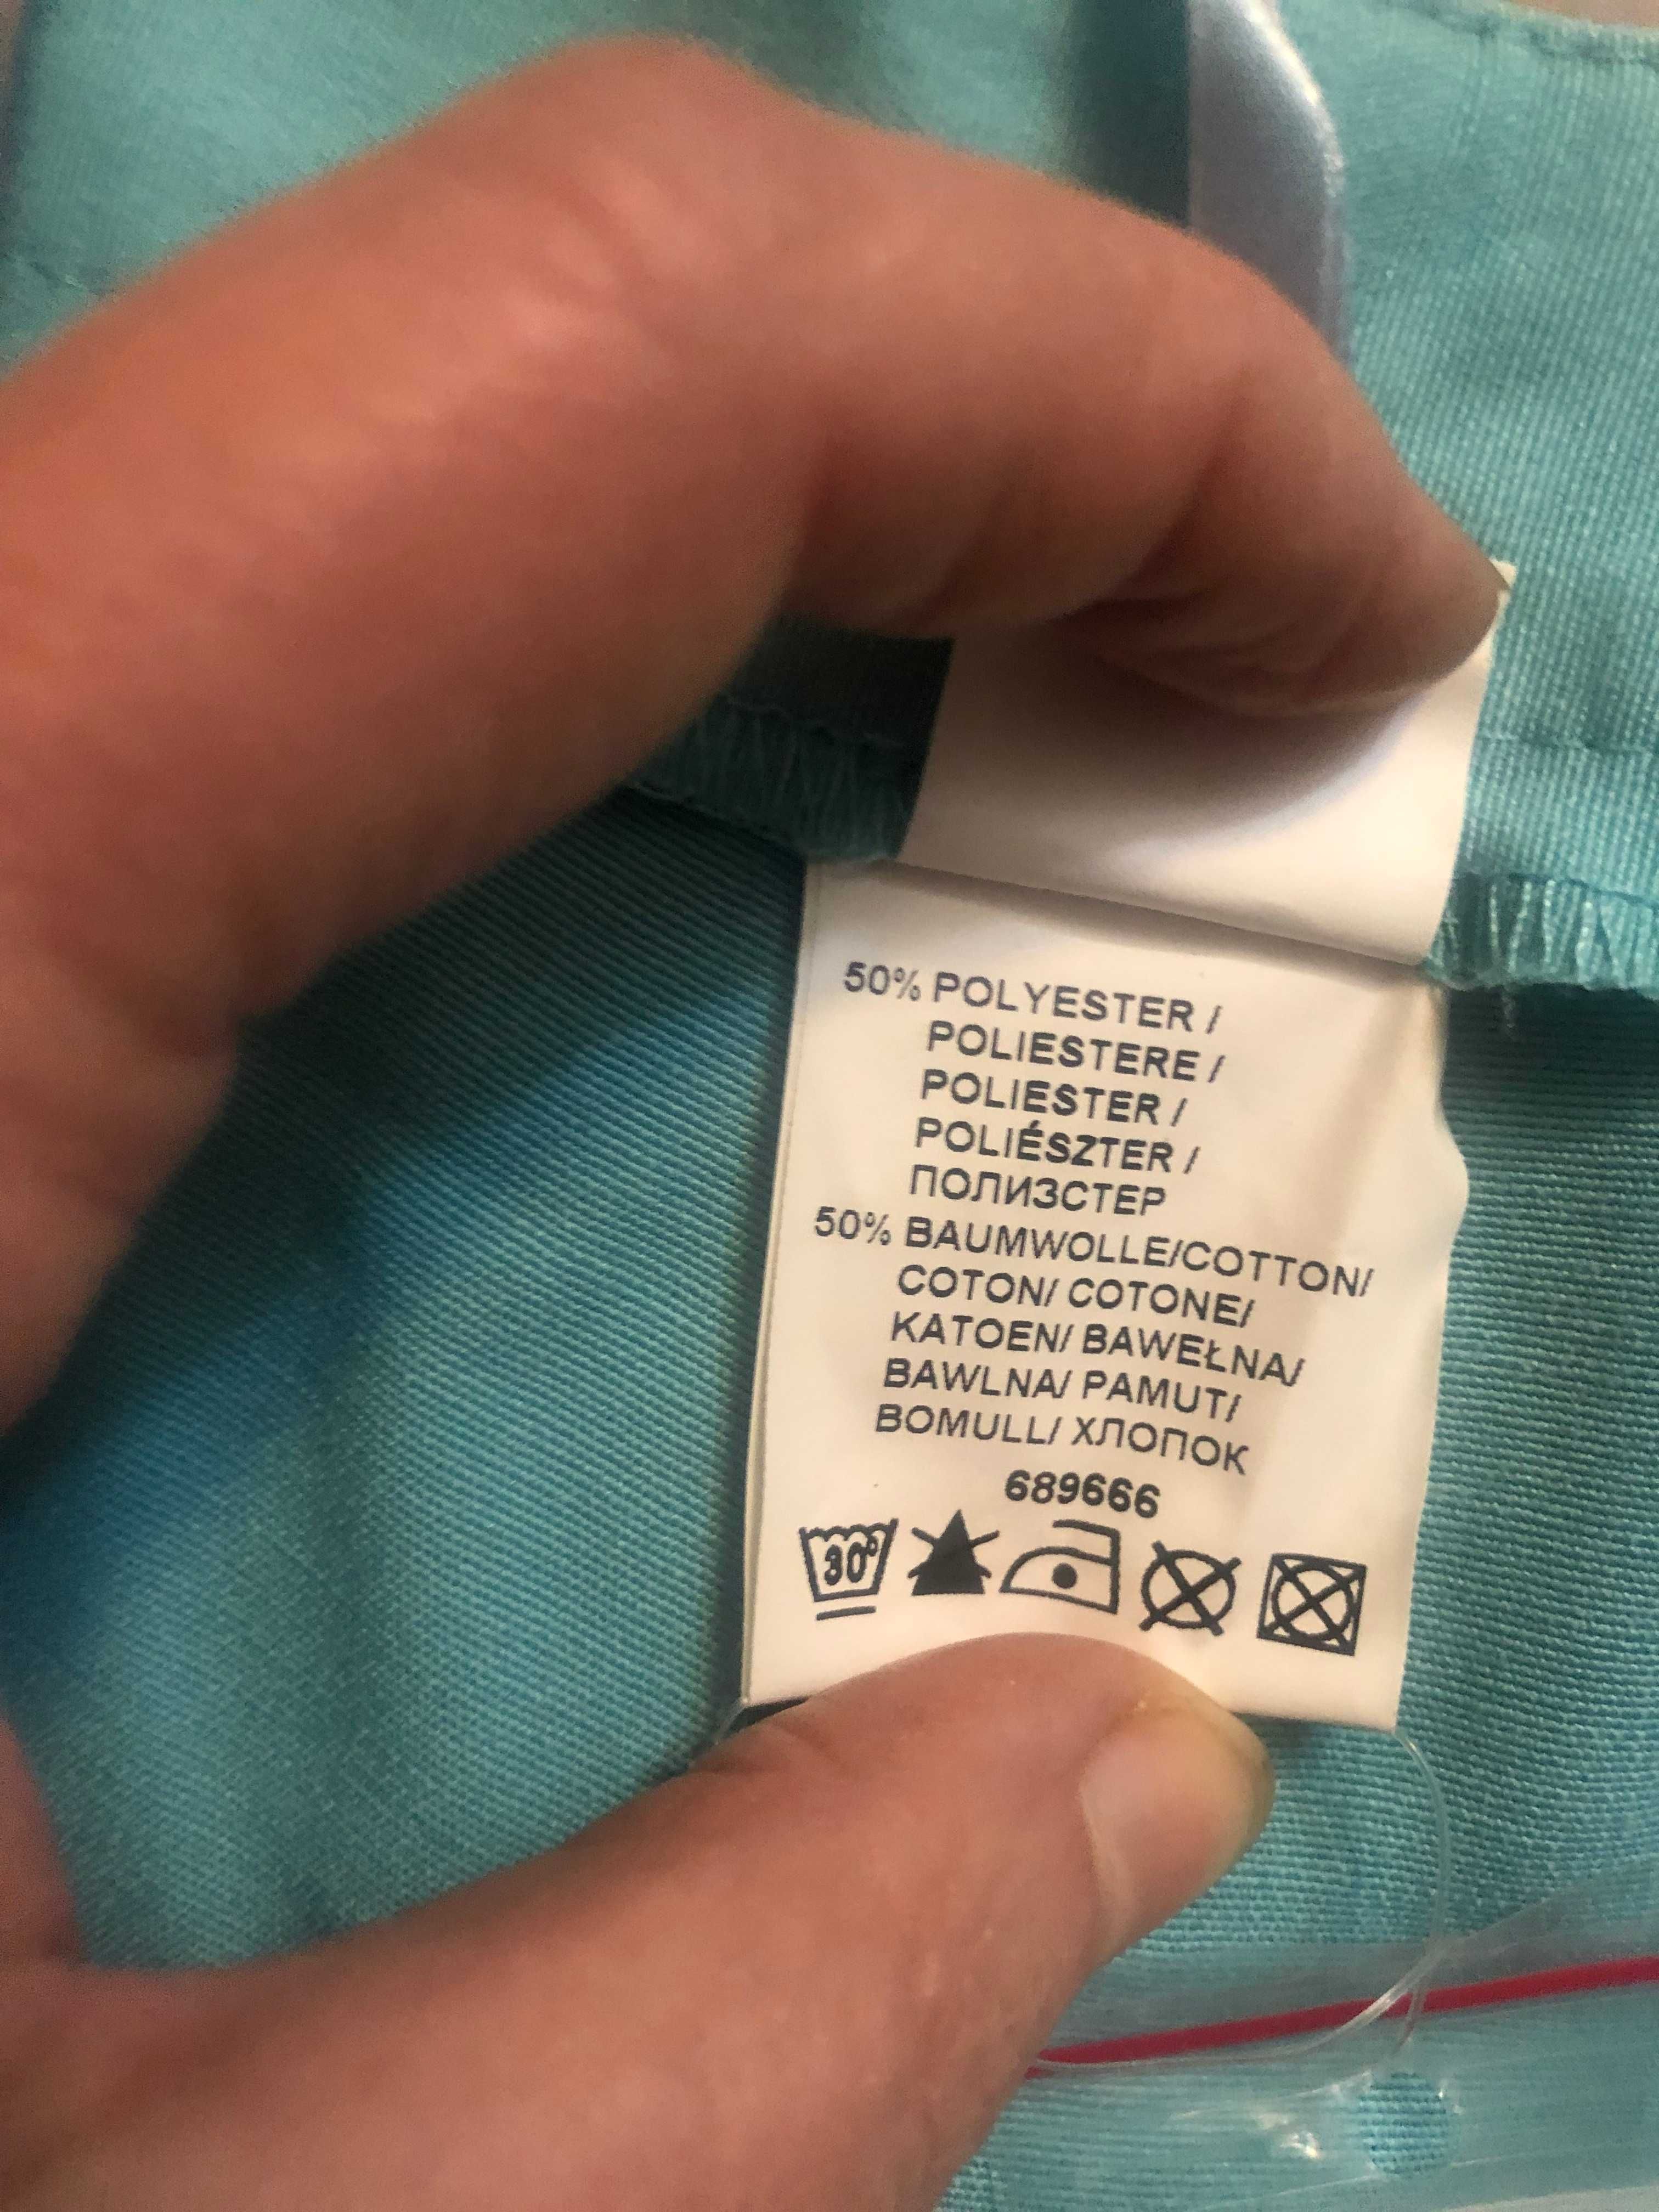 50% POLYESTER /
POLIESTERE /
POLIESTER /
POLIÉSZTER /
ПОЛИЗСТЕР
50% BAUMWOLLE/COTTON/
COTON/ COTONE/
KATOEN/ BAWEŁNA/
BAWLNA/ PAMUT/
BOMULL/ ХЛОПОК
689666
30°